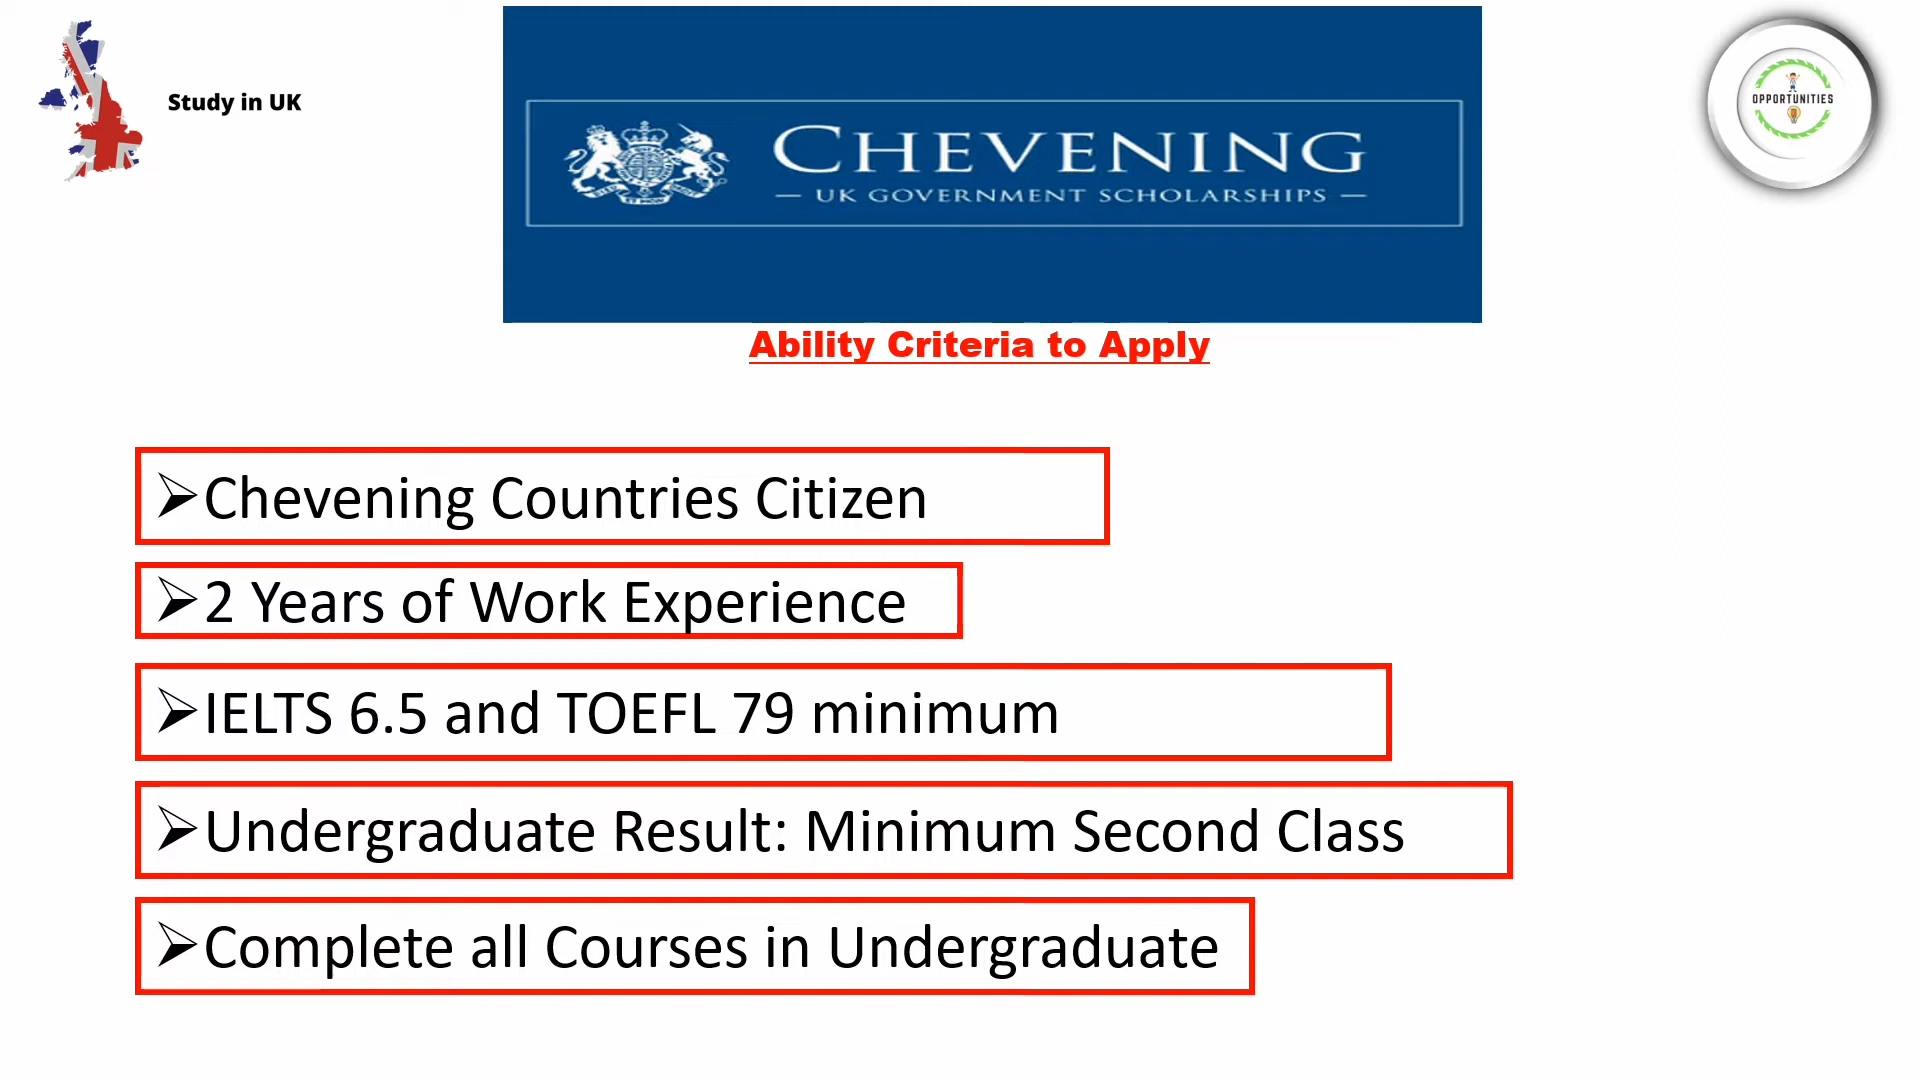 Study in UK
CHEVENING
— UK GOVERNMENT SCHOLARSHIPS —
OPPORTUNITIES
Ability Criteria to Apply
➢Chevening Countries Citizen
➢2 Years of Work Experience
➢IELTS 6.5 and TOEFL 79 minimum
➢Undergraduate Result: Minimum Second Class
➢Complete all Courses in Undergraduate